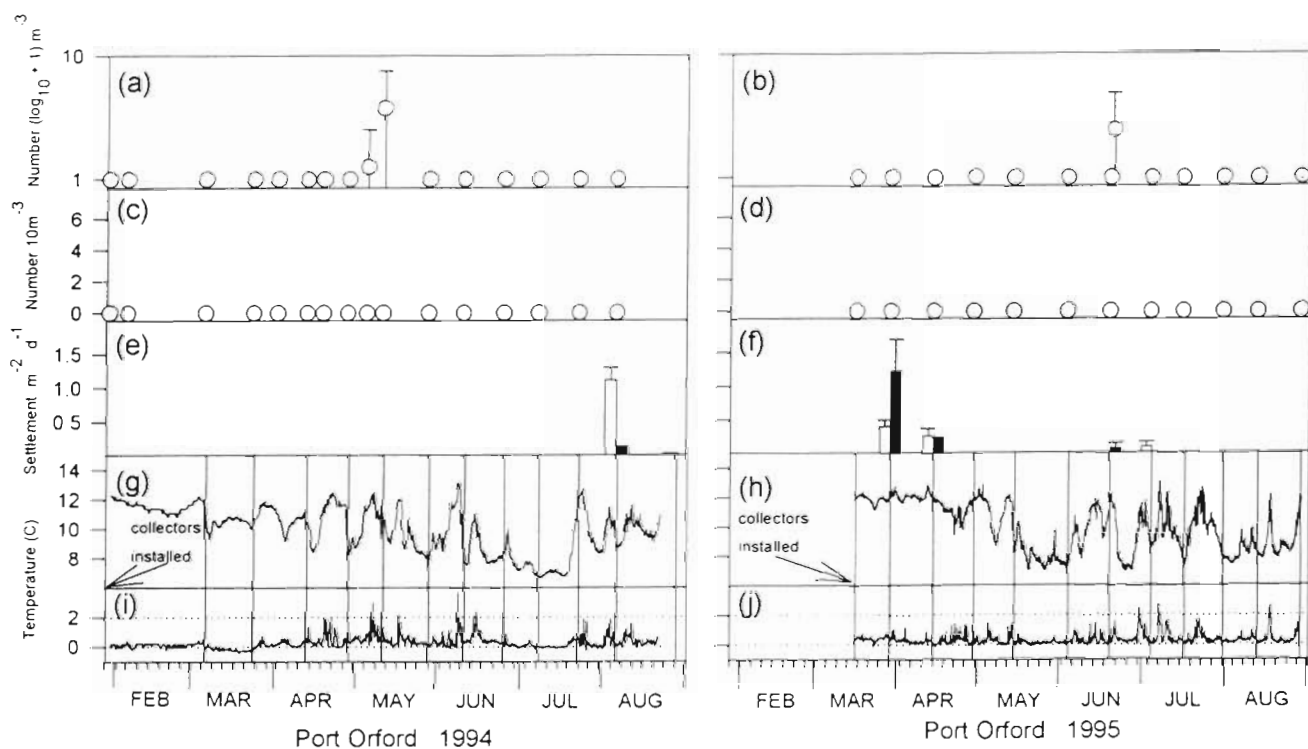 Number (log10 + 1) m-3
10
1
(a)
(b)
Number 10m-3
6
4
2
0
(c)
(d)
Settlement m-2 d-1
1.5
1.0
0.5
(e)
(f)
Temperature (C)
14
12
10
8
(g)
collectors
installed
(h)
collectors
installed
2
0
(i)
(j)
FEB MAR APR MAY JUN JUL AUG
FEB MAR APR MAY JUN JUL AUG
Port Orford 1994
Port Orford 1995